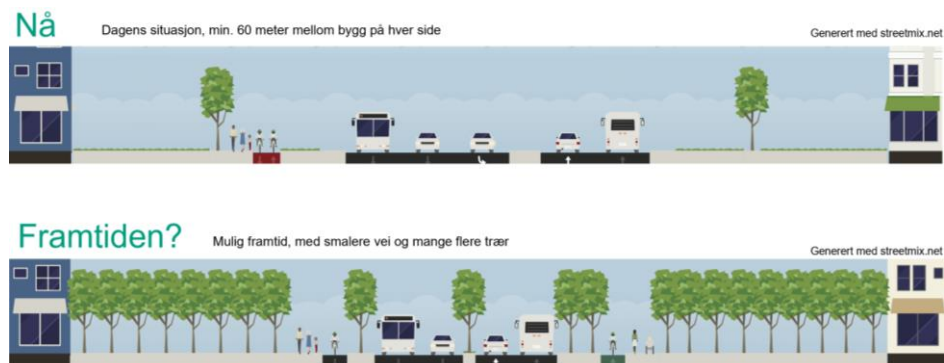 Nå
Dagens situasjon, min. 60 meter mellom bygg på hver side
Generert med streetmix.net
Framtiden?
Mulig framtid, med smalere vei og mange flere trær
Generert med streetmix.net